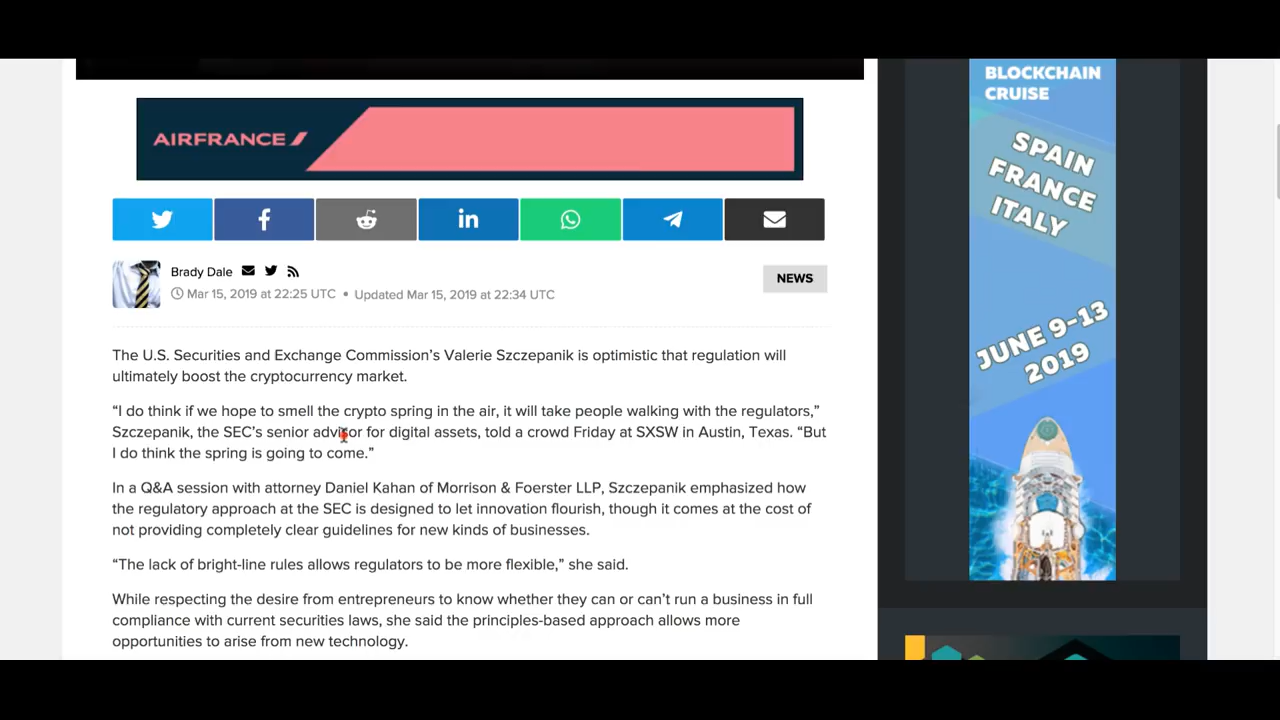 AIRFRANCE
Brady Dale
Mar 15, 2019 at 22:25 UTC • Updated Mar 15, 2019 at 22:34 UTC
NEWS
The U.S. Securities and Exchange Commission’s Valerie Szczepanik is optimistic that regulation will
ultimately boost the cryptocurrency market.
“I do think if we hope to smell the crypto spring in the air, it will take people walking with the regulators,”
Szczepanik, the SEC’s senior advisor for digital assets, told a crowd Friday at SXSW in Austin, Texas. “But
I do think the spring is going to come.”
In a Q&A session with attorney Daniel Kahan of Morrison & Foerster LLP, Szczepanik emphasized how
the regulatory approach at the SEC is designed to let innovation flourish, though it comes at the cost of
not providing completely clear guidelines for new kinds of businesses.
“The lack of bright-line rules allows regulators to be more flexible,” she said.
While respecting the desire from entrepreneurs to know whether they can or can’t run a business in full
compliance with current securities laws, she said the principles-based approach allows more
opportunities to arise from new technology.
BLOCKCHAIN
CRUISE
SPAIN
FRANCE
ITALY
JUNE 9-13
2019